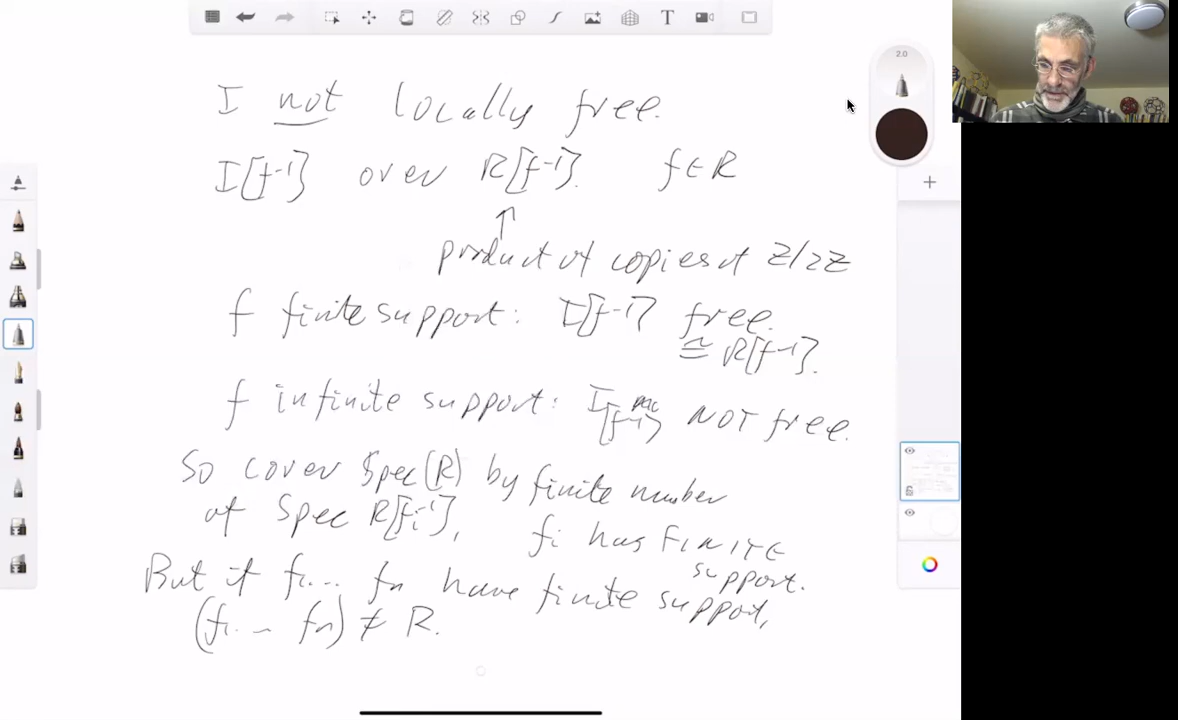 2.0
T
I not locally free.
I[f⁻¹] over R[f⁻¹]. f∈R
↑
product of copies of Z/2Z
f finite support: I[f⁻¹] free.
≅ R[f⁻¹].
f infinite support: I[f⁻¹] NOT free.
So cover Spec(R) by finite number
of Spec R[fᵢ⁻¹], fᵢ has FINITE
support.
But if f₁... fₙ have finite support,
(f₁... fₙ) ≠ R.